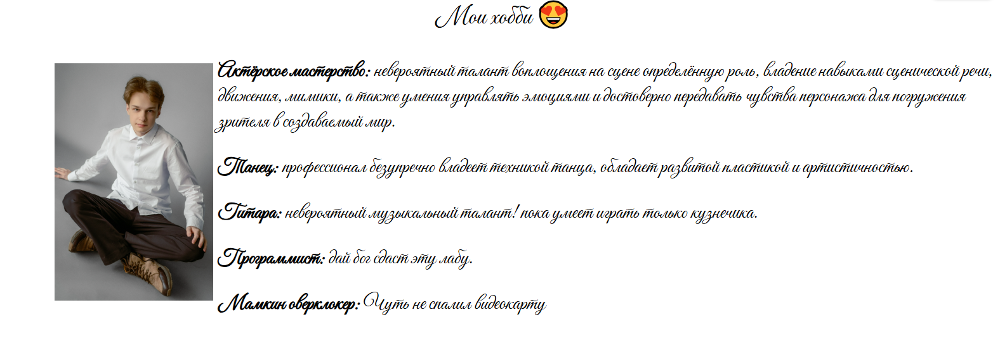 Мои хобби 😍
Актёрское мастерство: невероятный талант воплощения на сцене определённую роль, владение навыками сценической речи,
движения, мимики, а также умения управлять эмоциями и достоверно передавать чувства персонажа для погружения
зрителя в создаваемый мир.
Танец: профессионал безупречно владеет техникой танца, обладает развитой пластикой и артистичностью.
Гитара: невероятный музыкальный талант! пока умеет играть только кузнечика.
Программист: дай бог сдаст эту лабу.
Мамкин оверклокер: Чуть не спалил видеокарту